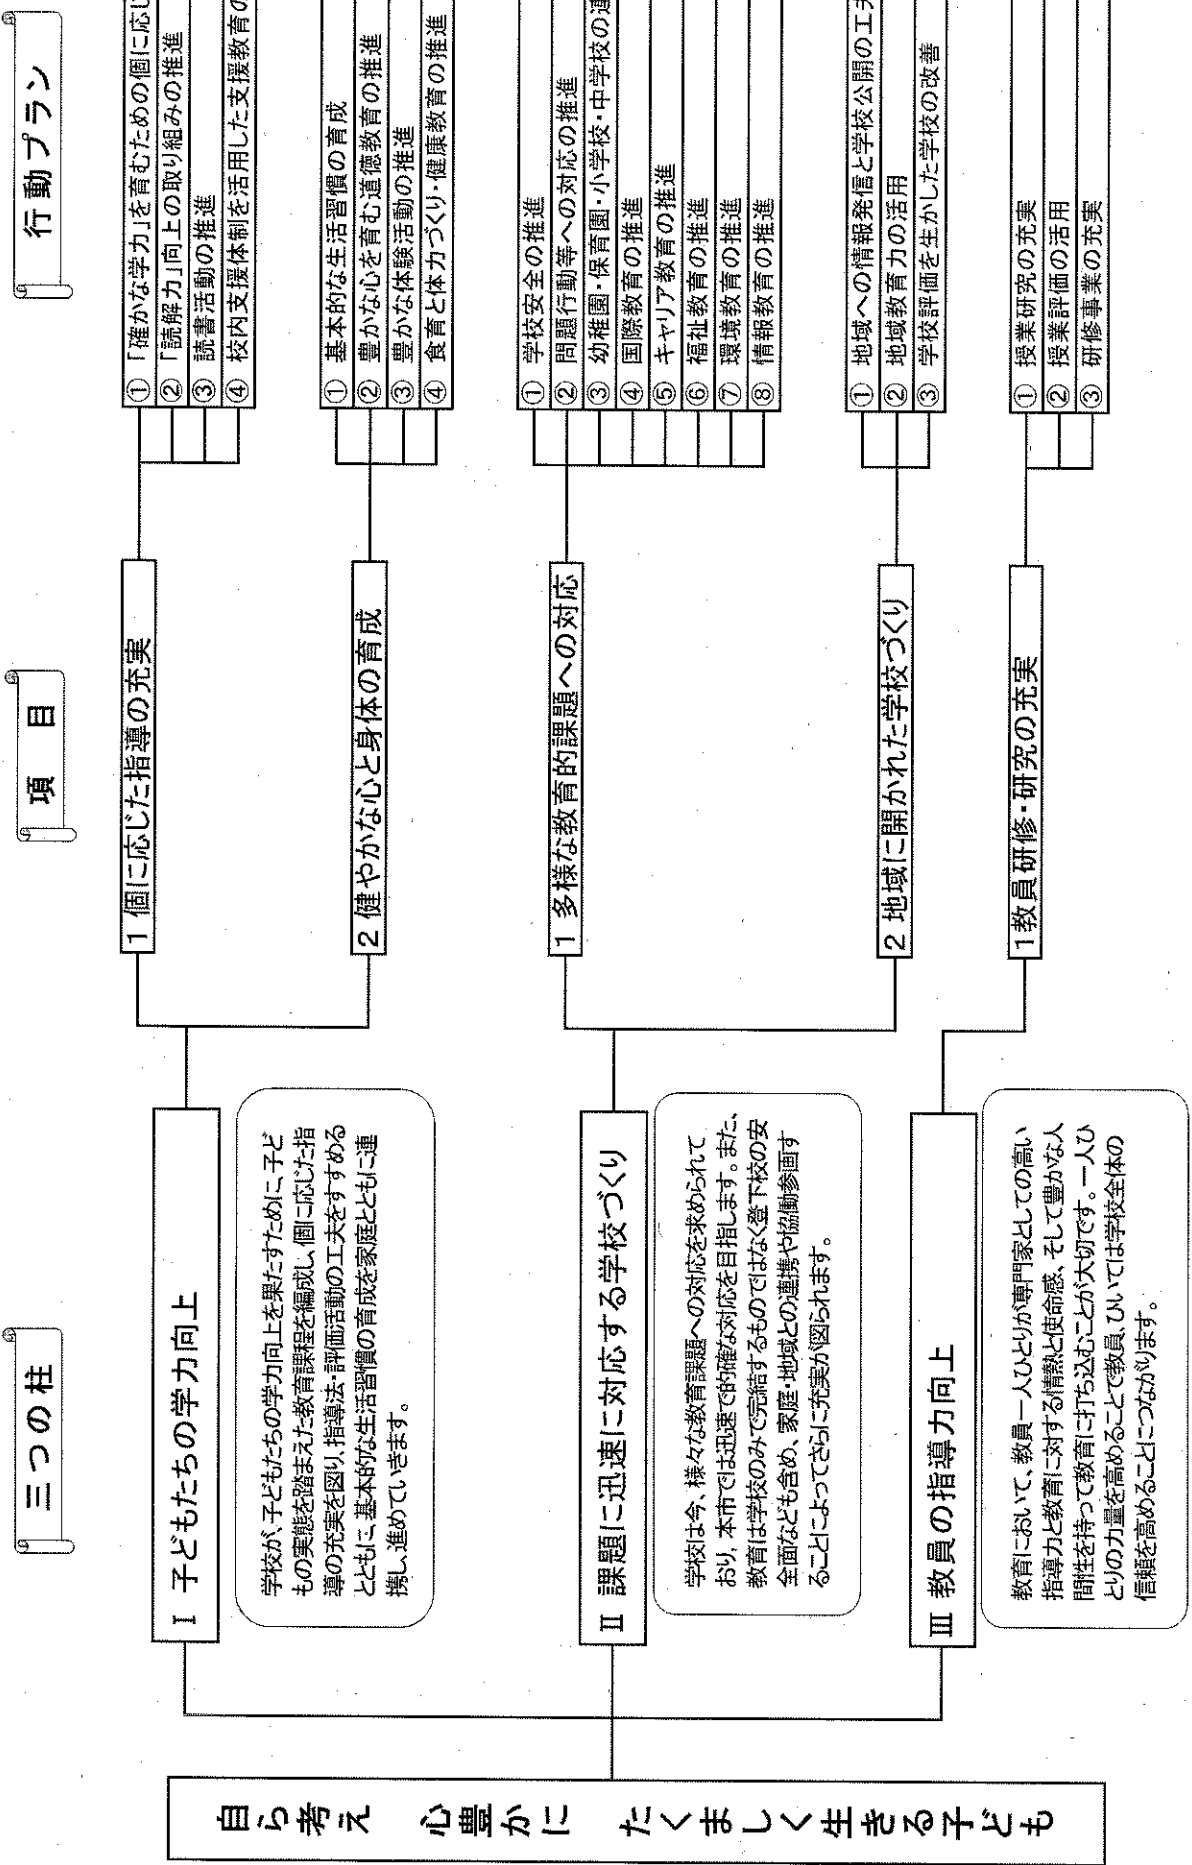 三つの柱
項 目
行動プラン
自ら考え 心豊かに たくましく生きる子ども
Ⅰ 子どもたちの学力向上
学校が、子どもたちの学力向上を果たすために、子ど
もの実態を踏まえた教育課程を編成し、個に応じた指
導の充実を図り、指導法・評価活動の工夫をすすめる
とともに、基本的な生活習慣の育成を家庭とともに連
携し、進めていきます。
1 個に応じた指導の充実
① 「確かな学力」を育むための個に応じ
② 「読解力」向上の取り組みの推進
③ 読書活動の推進
④ 校内支援体制を活用した支援教育の
2 健やかな心と身体の育成
① 基本的な生活習慣の育成
② 豊かな心を育む道徳教育の推進
③ 豊かな体験活動の推進
④ 食育と体力づくり・健康教育の推進
Ⅱ 課題に迅速に対応する学校づくり
学校は今、様々な教育課題への対応を求められて
おり、本市では迅速で的確な対応を目指します。また、
教育は学校のみで完結するものではなく登下校の安
全面なども含め、家庭・地域との連携や協働参画す
ることによってさらに充実が図られます。
1 多様な教育的課題への対応
① 学校安全の推進
② 問題行動等への対応の推進
③ 幼稚園・保育園・小学校・中学校の連
④ 国際教育の推進
⑤ キャリア教育の推進
⑥ 福祉教育の推進
⑦ 環境教育の推進
⑧ 情報教育の推進
2 地域に開かれた学校づくり
① 地域への情報発信と学校公開の工夫
② 地域教育力の活用
③ 学校評価を生かした学校の改善
Ⅲ 教員の指導力向上
教育において、教員一人ひとりが専門家としての高い
指導力と教育に対する情熱と使命感、そして豊かな人
間性を持って教育に打ち込むことが大切です。一人ひ
とりの力量を高めることで教員、ひいては学校全体の
信頼を高めることにつながります。
1教員研修・研究の充実
① 授業研究の充実
② 授業評価の活用
③ 研修事業の充実